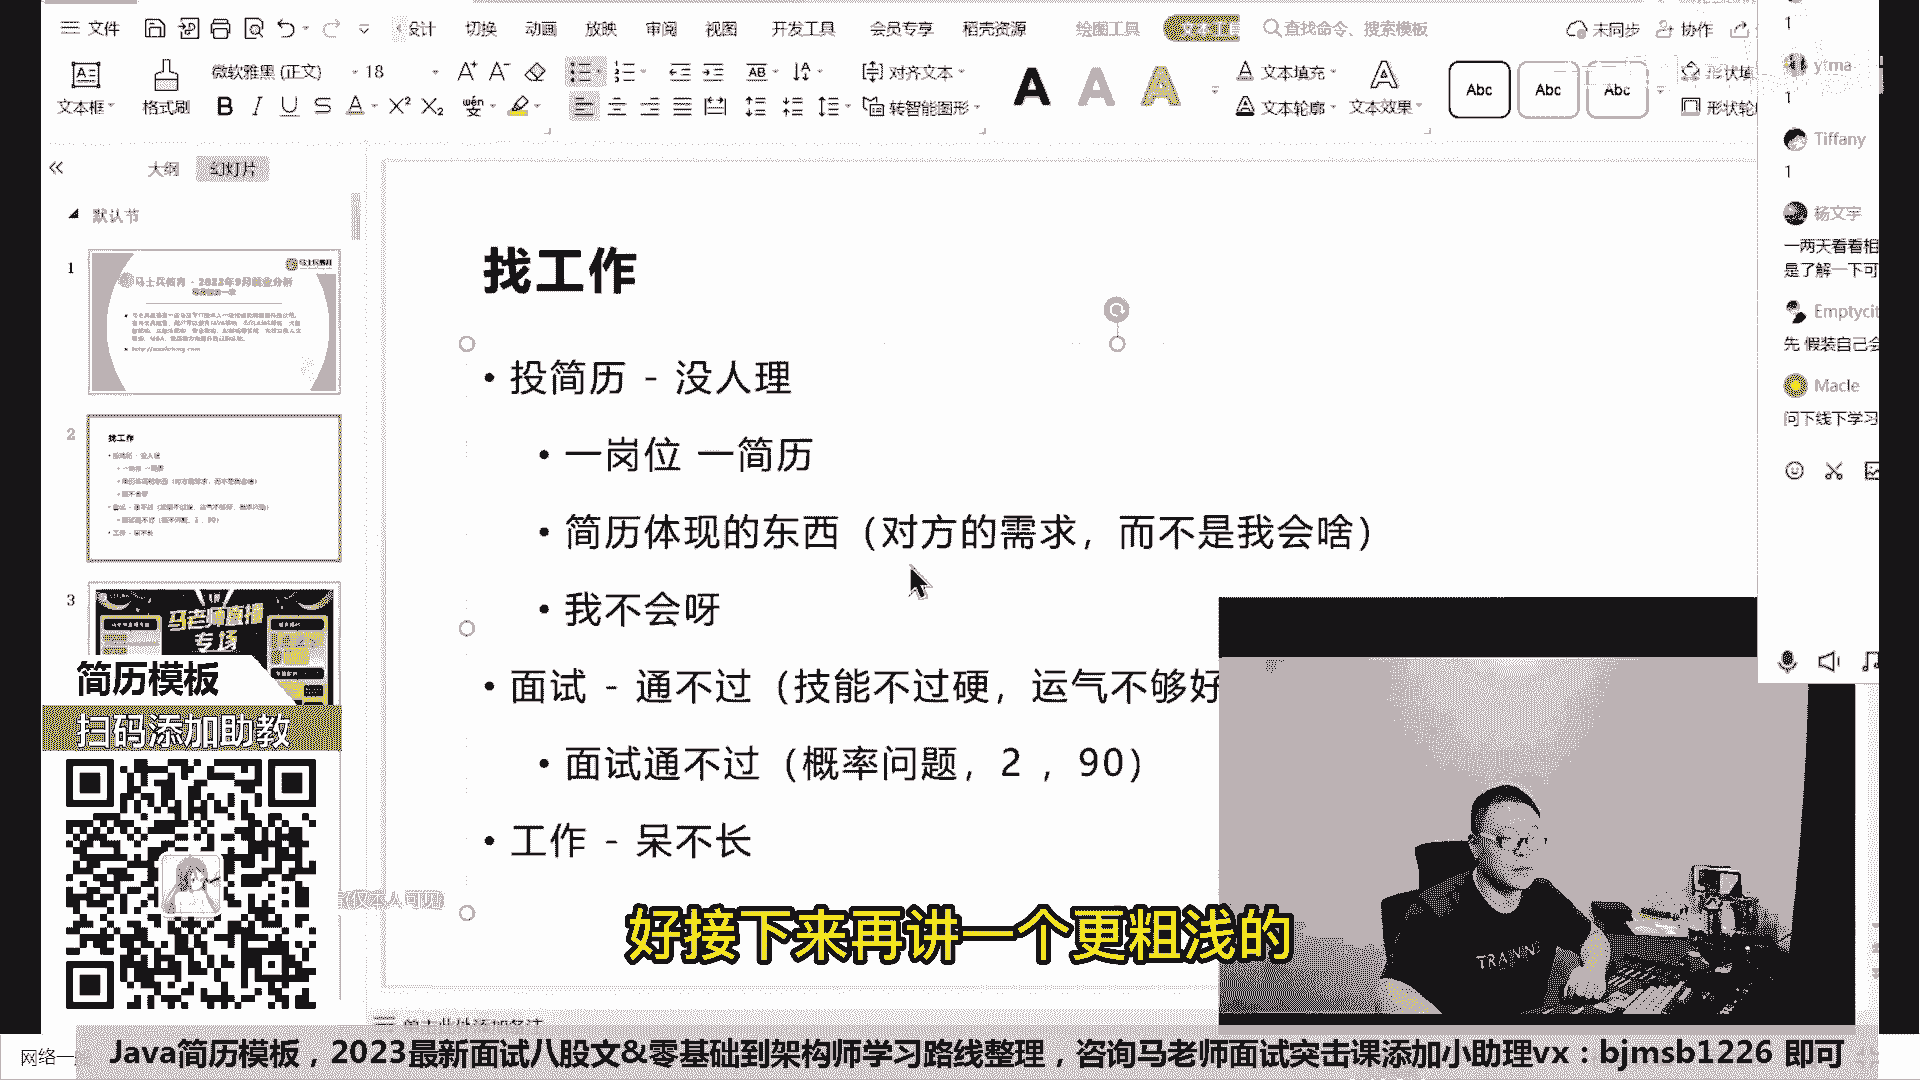 文件 设计 切换 动画 放映 审阅 视图 开发工具 会员专享 稻壳资源 绘图工具 查找命令、搜索模板 未同步 协作
微软雅黑 (正文) 18 对齐文本 文本填充
文本框 格式刷 转智能图形 文本轮廓 文本效果 Abc Abc Abc
大纲 幻灯片
默认节
1
2
3
马老师直播
专场
简历模板
扫码添加助教
找工作
• 投简历 - 没人理
• 一岗位 一简历
• 简历体现的东西（对方的需求，而不是我会啥）
• 我不会呀
• 面试 - 通不过（技能不过硬，运气不够好
• 面试通不过（概率问题，2 ，90）
• 工作 - 呆不长
1
ytma
1
Tiffany
1
杨文宇
一两天看看相
是了解一下可
Emptycit
先 假装自己会
Macle
问下线下学习
好接下来再讲一个更粗浅的
Java简历模板，2023最新面试八股文&零基础到架构师学习路线整理，咨询马老师面试突击课添加小助理vx：bjmsb1226 即可